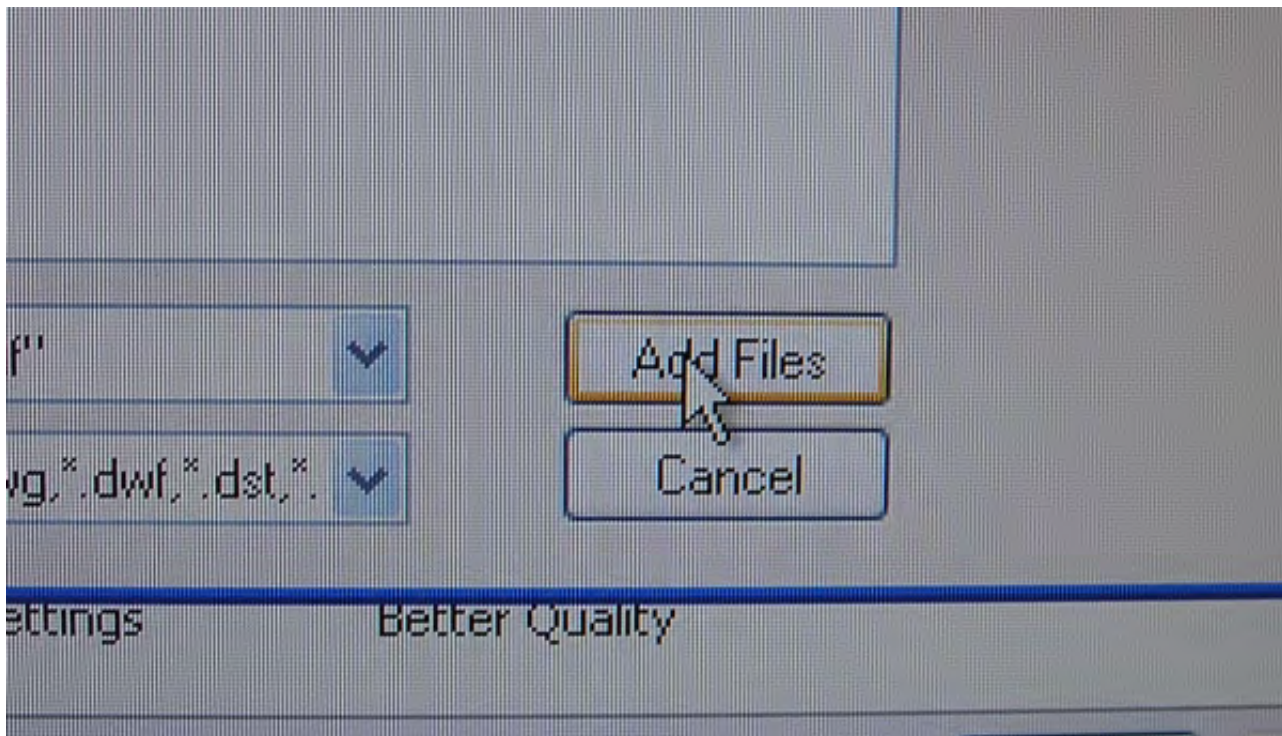 f"
Add Files
wg,*.dwf,*.dst,*.
Cancel
ettings
Better Quality